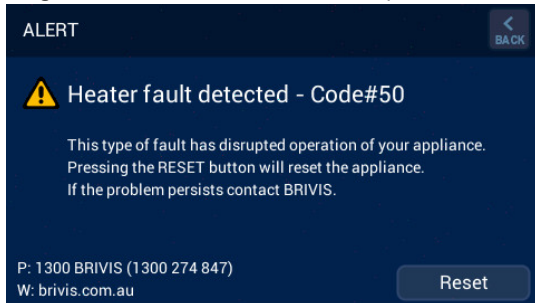 ALERT
BACK
Heater fault detected - Code#50
This type of fault has disrupted operation of your appliance.
Pressing the RESET button will reset the appliance.
If the problem persists contact BRIVIS.
P: 1300 BRIVIS (1300 274 847)
W: brivis.com.au
Reset